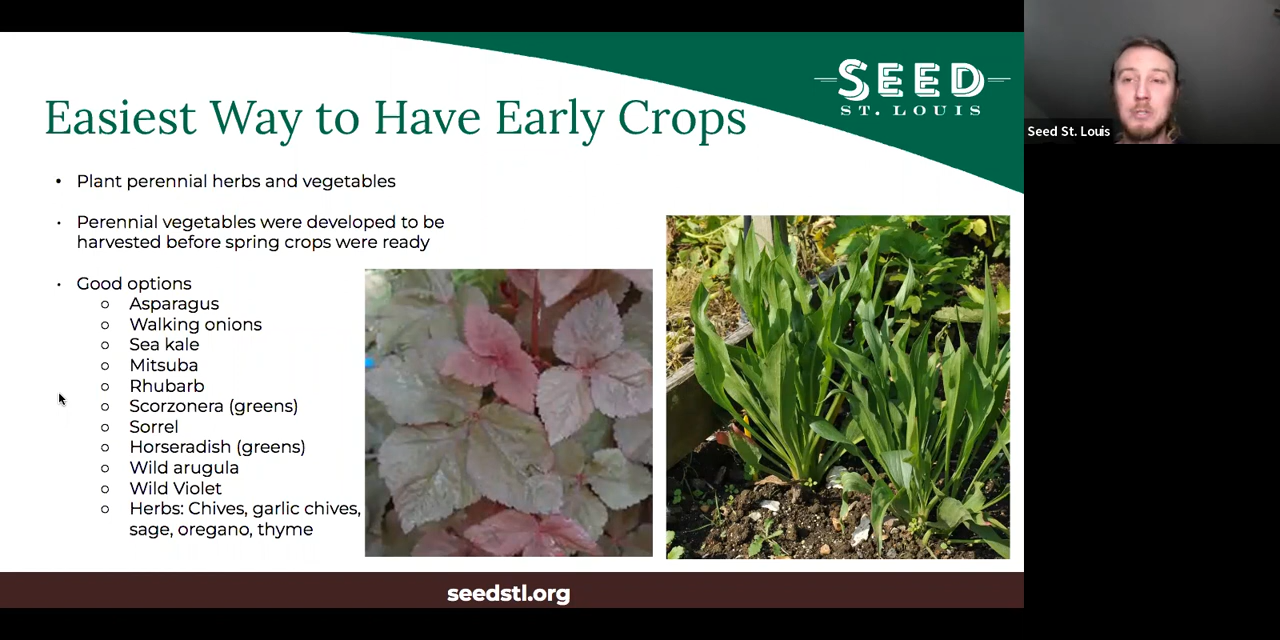 SEED
ST. LOUIS
Easiest Way to Have Early Crops
Seed St. Louis
• Plant perennial herbs and vegetables
• Perennial vegetables were developed to be
harvested before spring crops were ready
• Good options
○ Asparagus
○ Walking onions
○ Sea kale
○ Mitsuba
○ Rhubarb
○ Scorzonera (greens)
○ Sorrel
○ Horseradish (greens)
○ Wild arugula
○ Wild Violet
○ Herbs: Chives, garlic chives,
sage, oregano, thyme
seedstl.org